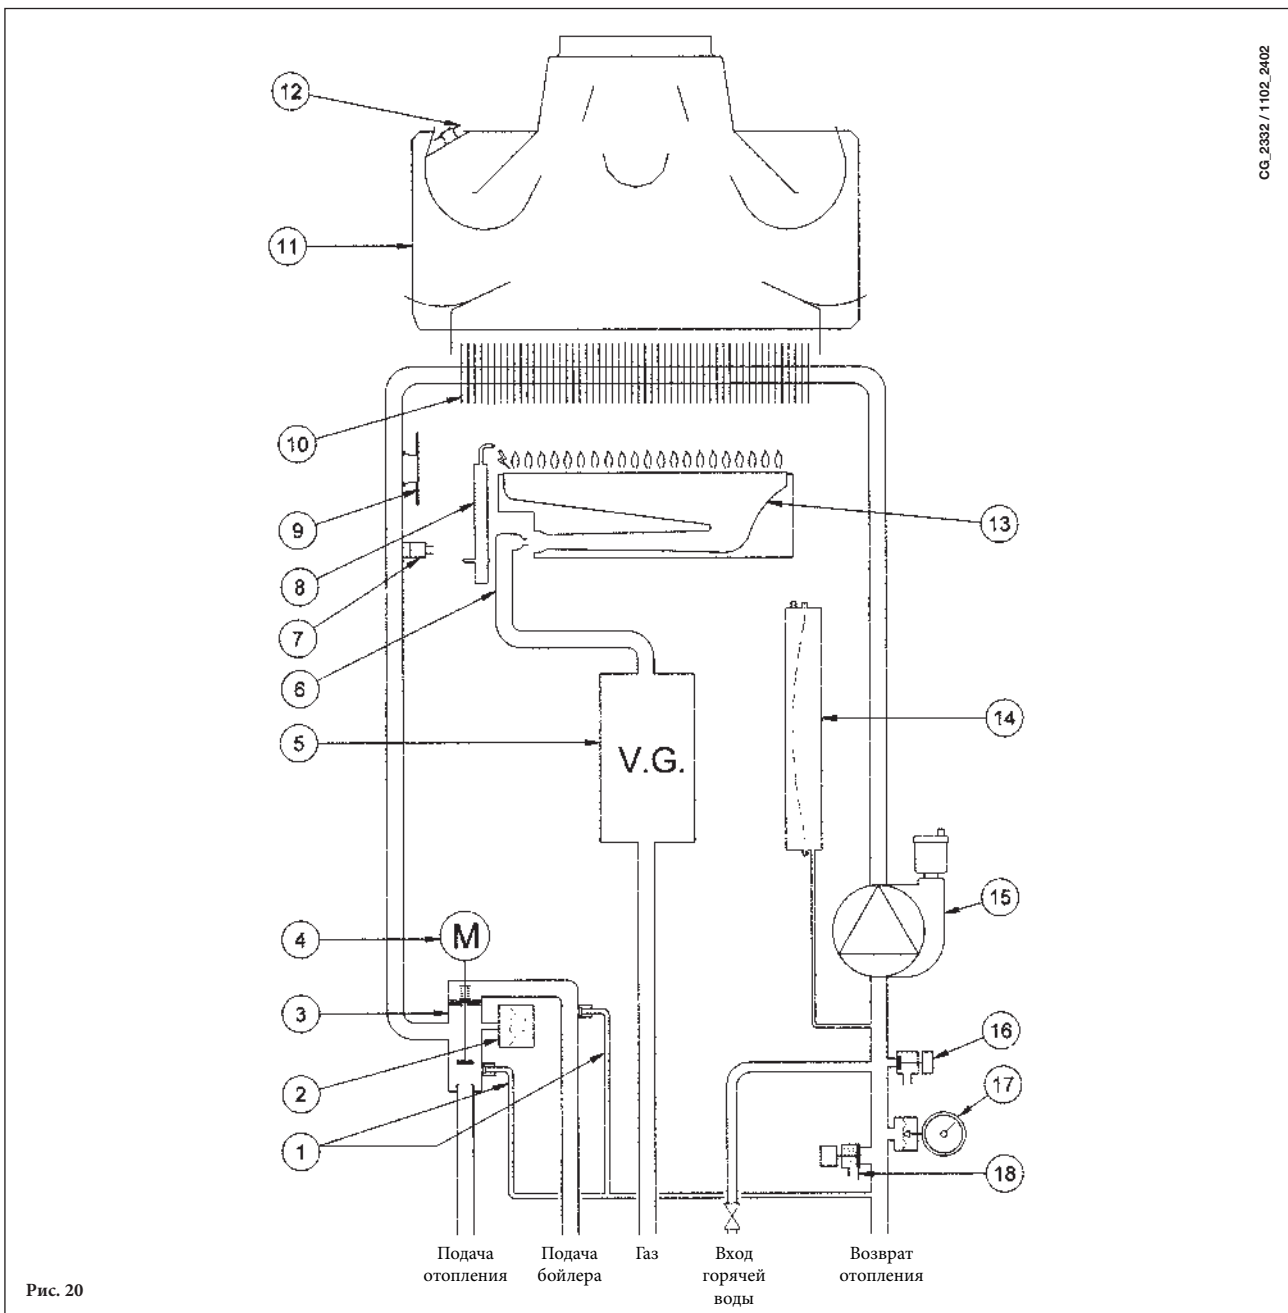 CG_2332 / 1102_2402
12
11
10
9
8
7
6
5
4
3
2
1
13
14
15
16
17
18
V.G.
M
Подача
отопления
Подача
бойлера
Газ
Вход
горячей
воды
Возврат
отопления
Рис. 20